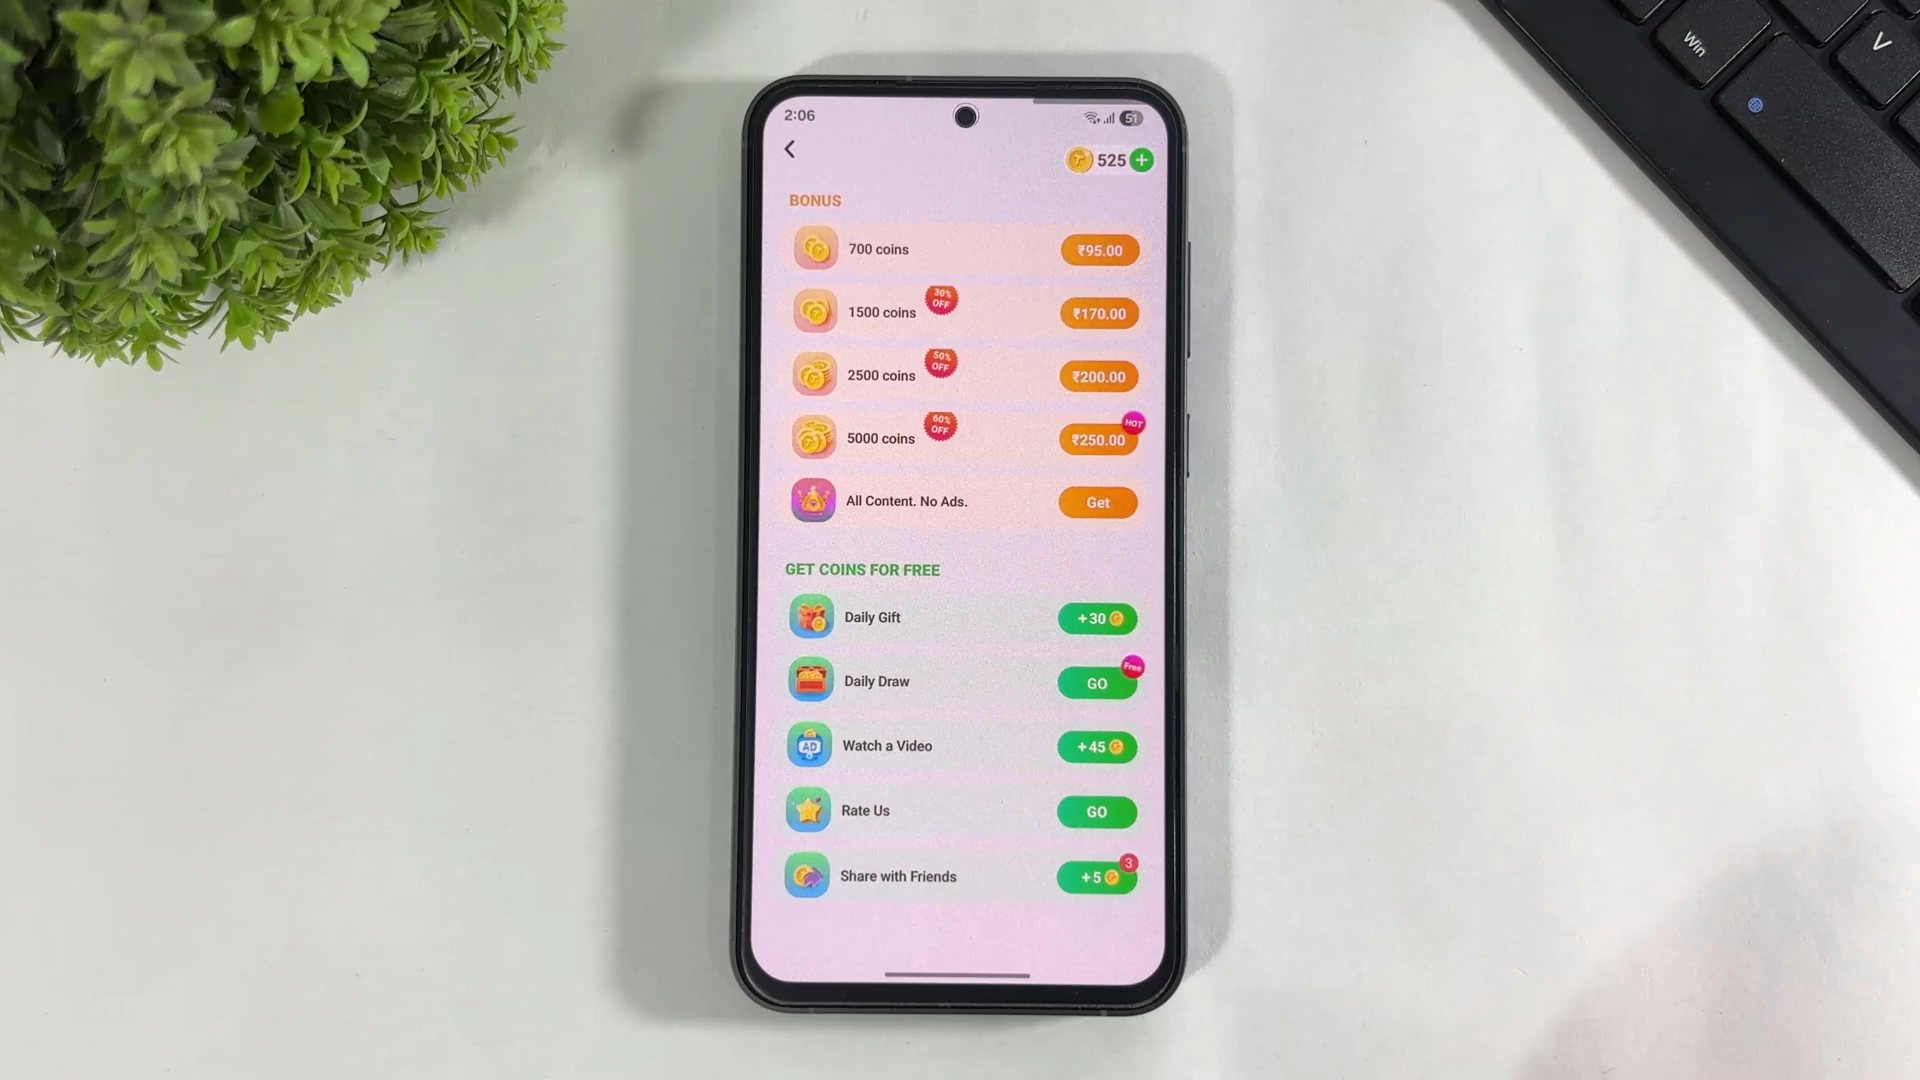 2:06
51
525
BONUS
700 coins
₹95.00
1500 coins
30% OFF
₹170.00
2500 coins
50% OFF
₹200.00
5000 coins
60% OFF
HOT
₹250.00
All Content. No Ads.
Get
GET COINS FOR FREE
Daily Gift
+30
Daily Draw
Free
GO
AD
Watch a Video
+45
Rate Us
GO
Share with Friends
3
+5
Win
V